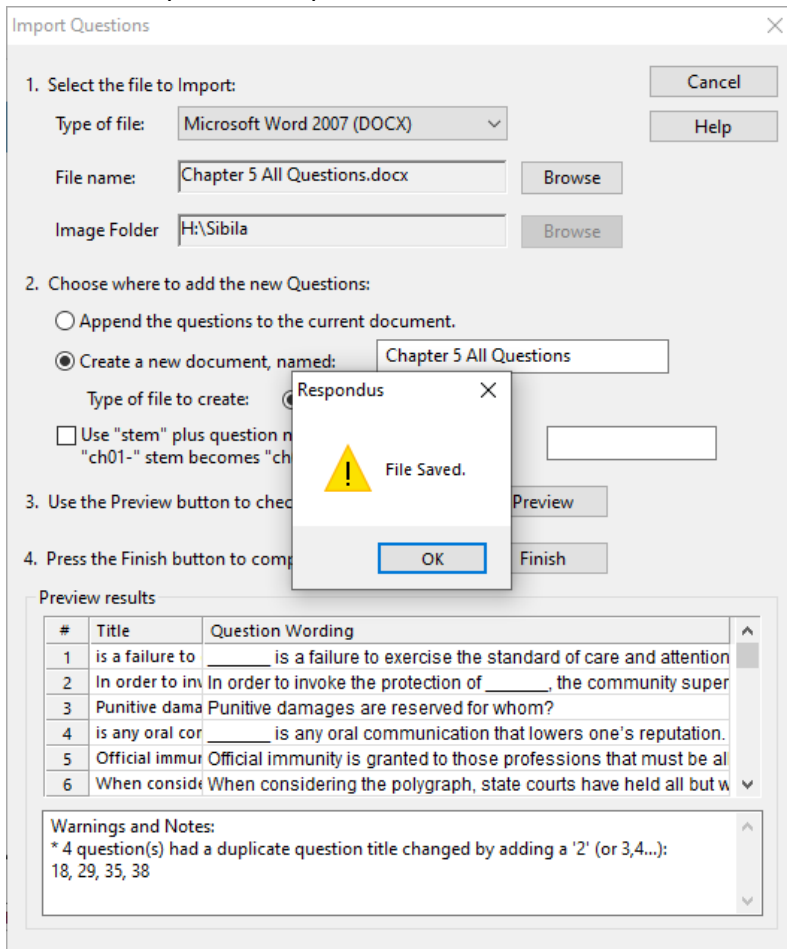 Import Questions
1. Select the file to Import:
Cancel
Type of file: Microsoft Word 2007 (DOCX)
Help
File name: Chapter 5 All Questions.docx Browse
Image Folder H:\Sibila Browse
2. Choose where to add the new Questions:
Append the questions to the current document.
Create a new document, named: Chapter 5 All Questions
Type of file to create:
Respondus
File Saved.
OK
Use "stem" plus question n
"ch01-" stem becomes "ch
3. Use the Preview button to chec Preview
4. Press the Finish button to comp Finish
Preview results
# Title Question Wording
1 is a failure to _______ is a failure to exercise the standard of care and attention
2 In order to inv In order to invoke the protection of _______, the community super
3 Punitive dama Punitive damages are reserved for whom?
4 is any oral cor _______ is any oral communication that lowers one's reputation.
5 Official immur Official immunity is granted to those professions that must be al
6 When conside When considering the polygraph, state courts have held all but w
Warnings and Notes:
* 4 question(s) had a duplicate question title changed by adding a '2' (or 3,4...):
18, 29, 35, 38